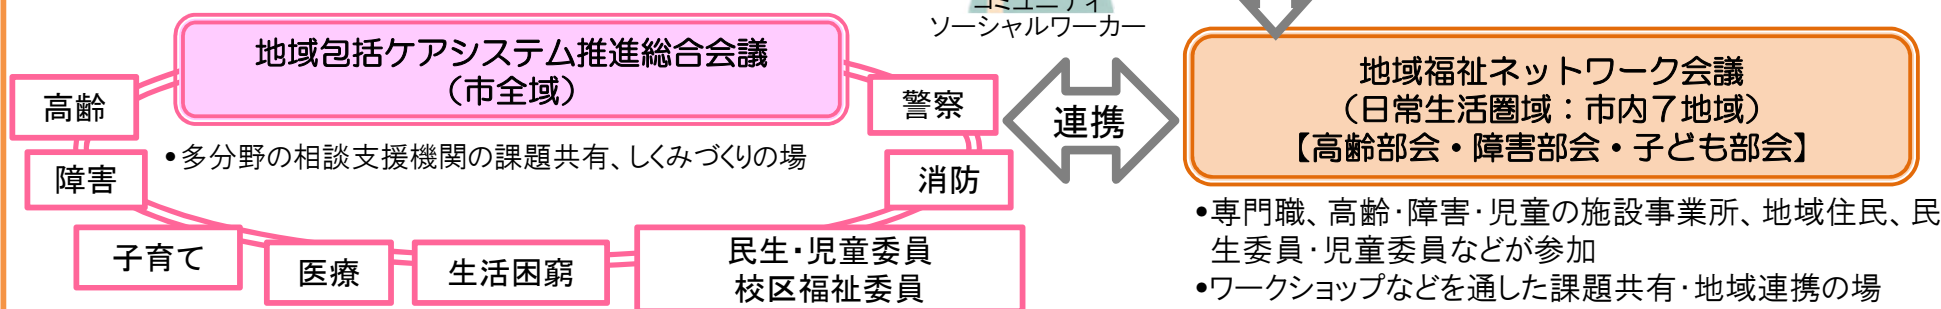 コミュニティ
ソーシャルワーカー
地域包括ケアシステム推進総合会議
（市全域）
高齢
警察
•多分野の相談支援機関の課題共有、しくみづくりの場
障害
消防
子育て
医療
生活困窮
民生・児童委員
校区福祉委員
連携
地域福祉ネットワーク会議
（日常生活圏域：市内７地域）
【高齢部会・障害部会・子ども部会】
•専門職、高齢・障害・児童の施設事業所、地域住民、民
生委員・児童委員などが参加
•ワークショップなどを通した課題共有・地域連携の場